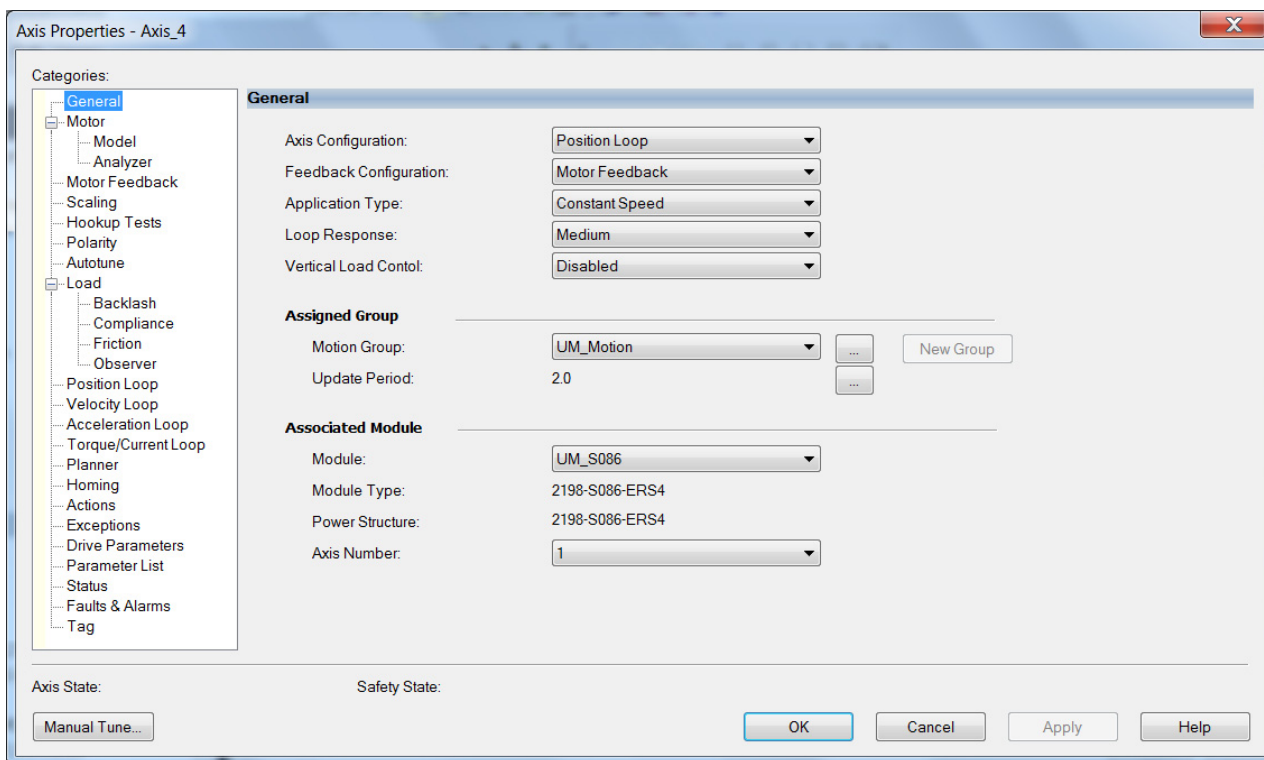 Axis Properties - Axis_4
X
Categories:
General
Motor
Model
Analyzer
Motor Feedback
Scaling
Hookup Tests
Polarity
Autotune
Load
Backlash
Compliance
Friction
Observer
Position Loop
Velocity Loop
Acceleration Loop
Torque/Current Loop
Planner
Homing
Actions
Exceptions
Drive Parameters
Parameter List
Status
Faults & Alarms
Tag
General
Axis Configuration: Position Loop
Feedback Configuration: Motor Feedback
Application Type: Constant Speed
Loop Response: Medium
Vertical Load Contol: Disabled
Assigned Group
Motion Group: UM_Motion ... New Group
Update Period: 2.0 ...
Associated Module
Module: UM_S086
Module Type: 2198-S086-ERS4
Power Structure: 2198-S086-ERS4
Axis Number: 1
Axis State: Safety State:
Manual Tune... OK Cancel Apply Help